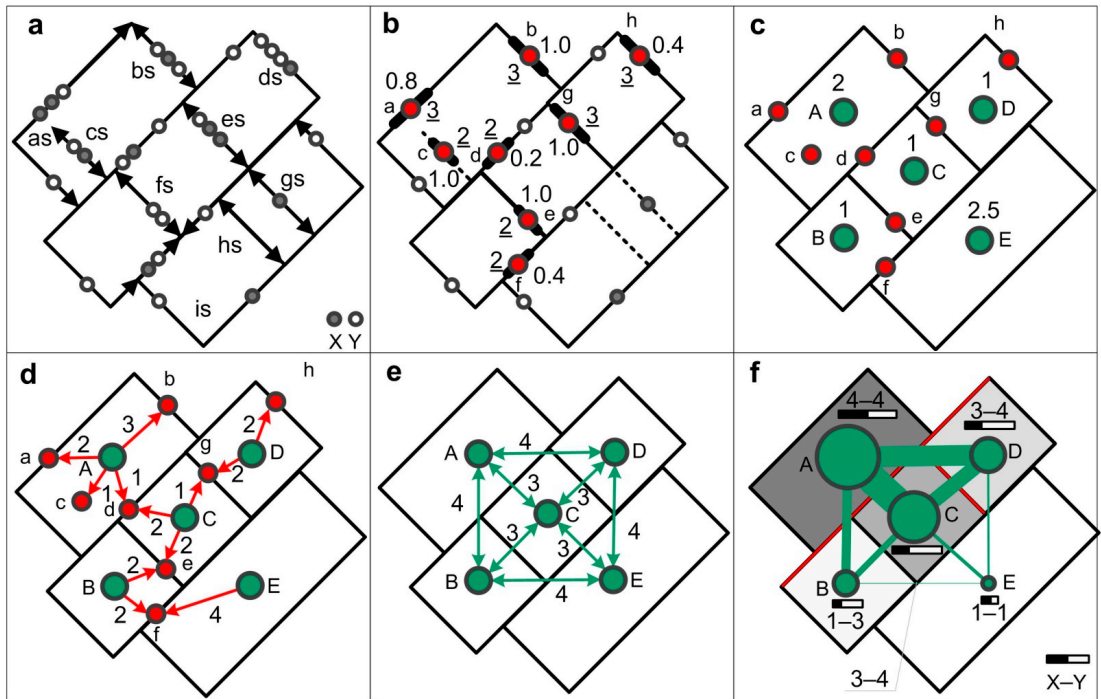 a
bs
ds
as
cs
es
fs
gs
hs
is
X Y
b
b
h
1.0
0.4
3
3
0.8
a
3
g
3
2
2
c
d
0.2
1.0
1.0
1.0
2
e
2
0.4
f
c
h
b
2
1
a
A
g
D
1
c
d
C
1
e
2.5
B
E
f
d
b
h
3
2
2
a
A
g
D
1
2
c
1
1
d
C
2
2
2
e
B
E
2
4
f
e
A
4
D
3
3
4
C
4
3
3
B
4
E
f
4–4
3–4
A
D
C
B
E
1–3
1–1
3–4
X–Y